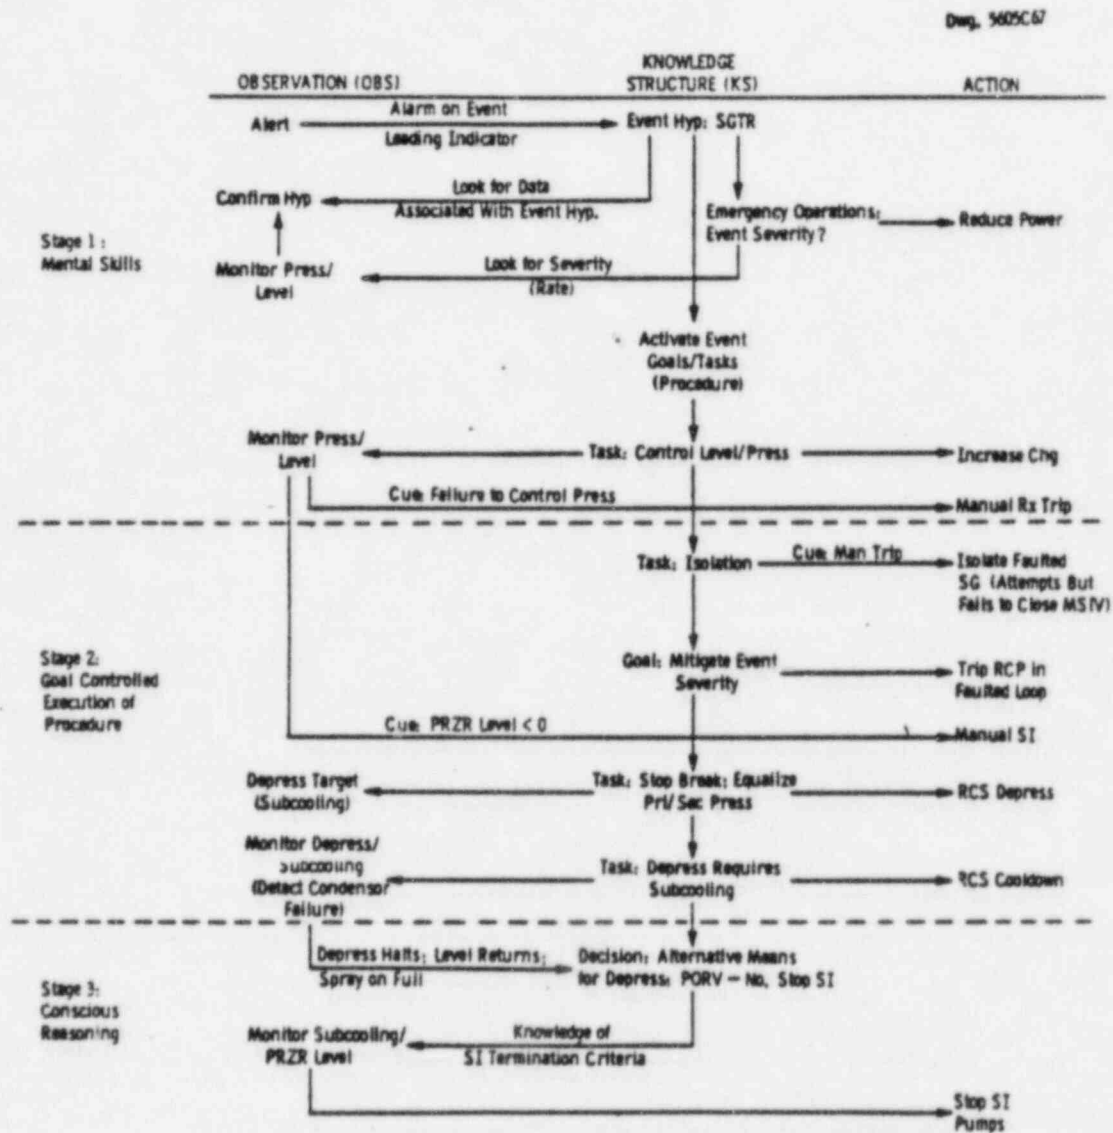 Dwg. 5605C67
KNOWLEDGE
OBSERVATION (OBS) STRUCTURE (KS) ACTION
Alarm on Event
Alert Event Hyp: SGTR
Leading Indicator
Look for Data
Confirm Hyp
Associated With Event Hyp.
Emergency Operations:
Event Severity?
Reduce Power
Stage 1:
Mental Skills
Look for Severity
(Rate)
Monitor Press/
Level
Activate Event
Goals/Tasks
(Procedure)
Monitor Press/
Level
Task: Control Level/Press
Increase Chg
Cue: Failure to Control Press
Manual Rx Trip
Task: Isolation
Cue: Man Trip
Isolate Faulted
SG (Attempts But
Fails to Close MSIV)
Stage 2:
Goal Controlled
Execution of
Procedure
Goal: Mitigate Event
Severity
Trip RCP in
Faulted Loop
Cue: PRZR Level < 0
Manual SI
Depress Target
(Subcooling)
Task: Stop Break; Equalize
Pri/Sec Press
RCS Depress
Monitor Depress/
Subcooling
(Detect Condensor
Failure)
Task: Depress Requires
Subcooling
RCS Cooldown
Depress Halts; Level Returns;
Spray on Full
Decision: Alternative Means
for Depress: PORV - No, Stop SI
Stage 3:
Conscious
Reasoning
Monitor Subcooling/
PRZR Level
Knowledge of
SI Termination Criteria
Stop SI
Pumps